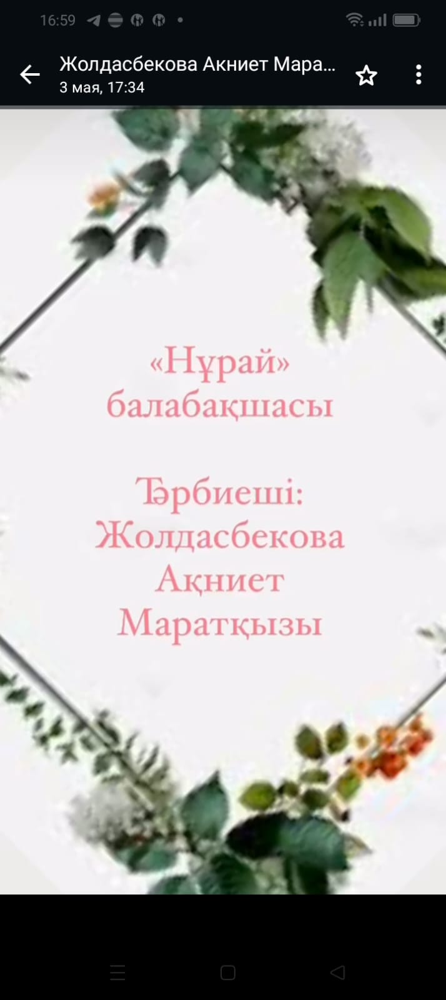 16:59
Жолдасбекова Акниет Мара...
3 мая, 17:34
«Нұрай»
балабақшасы
Тәрбиеші:
Жолдасбекова
Ақниет
Маратқызы